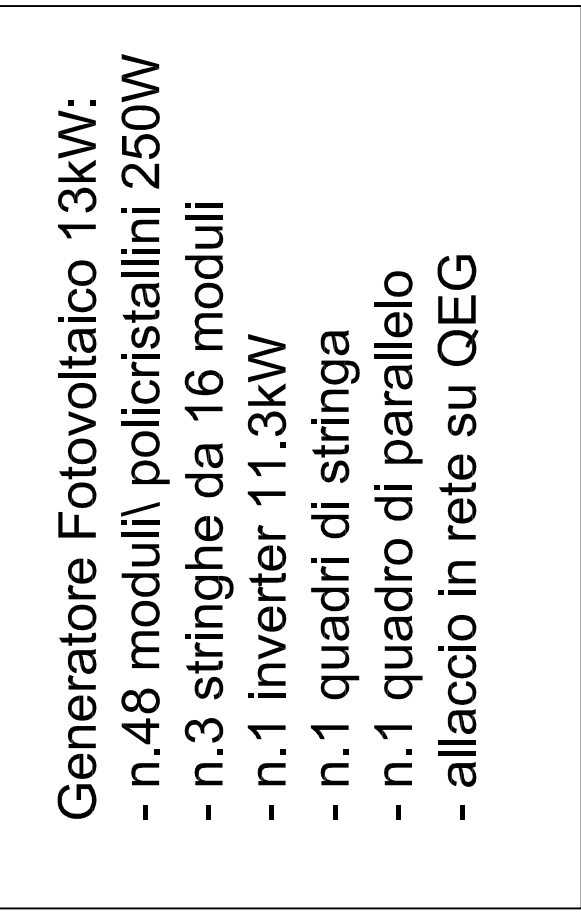 Generatore Fotovoltaico 13kW:
- n.48 moduli\ policristallini 250W
- n.3 stringhe da 16 moduli
- n.1 inverter 11.3kW
- n.1 quadri di stringa
- n.1 quadro di parallelo
- allaccio in rete su QEG